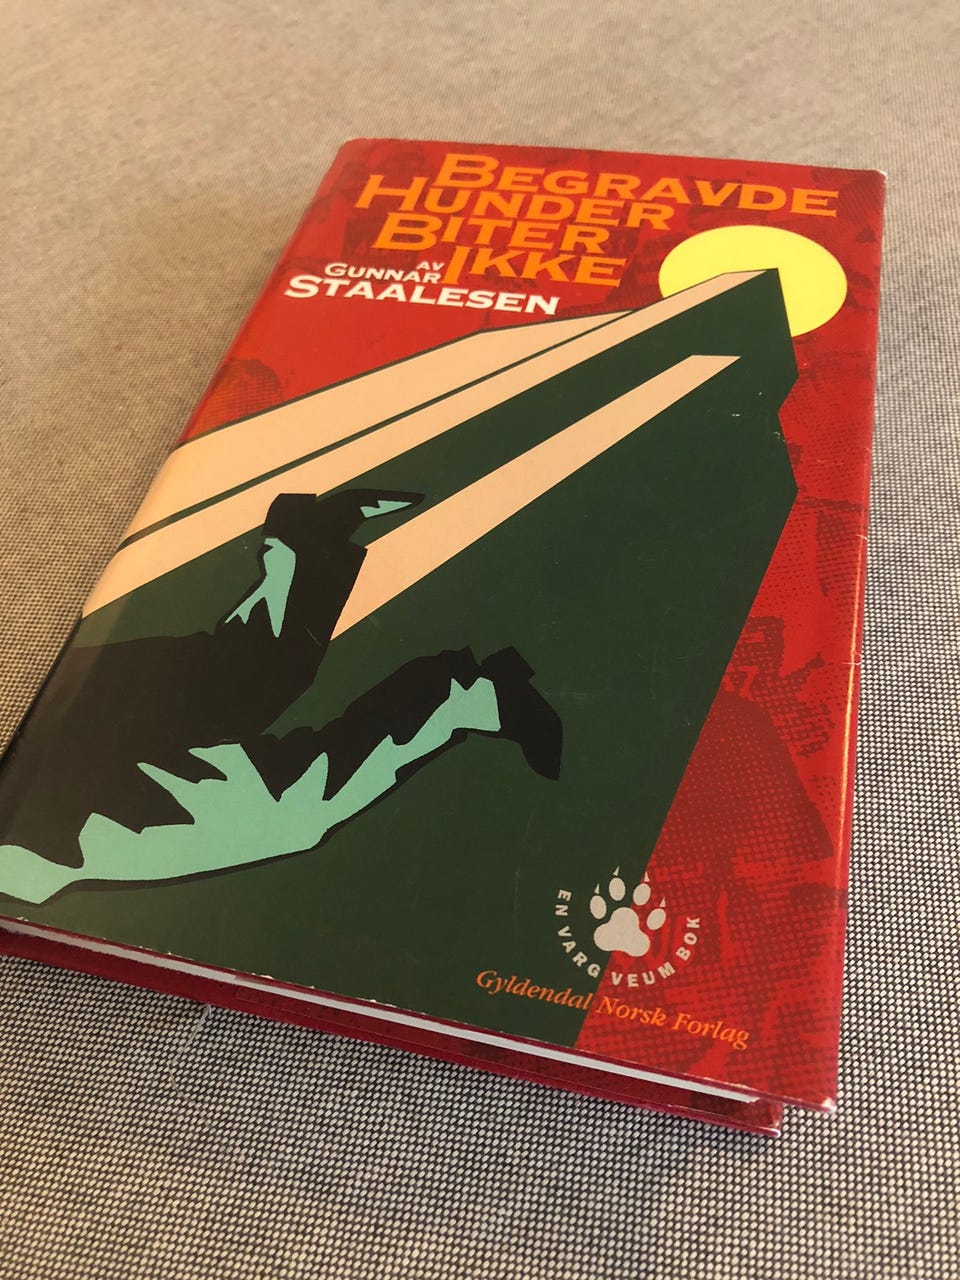 BEGRAVDE
HUNDER
BITER
IKKE
AV
GUNNAR
STAALESEN
EN VARG VEUM BOK
Gyldendal Norsk Forlag